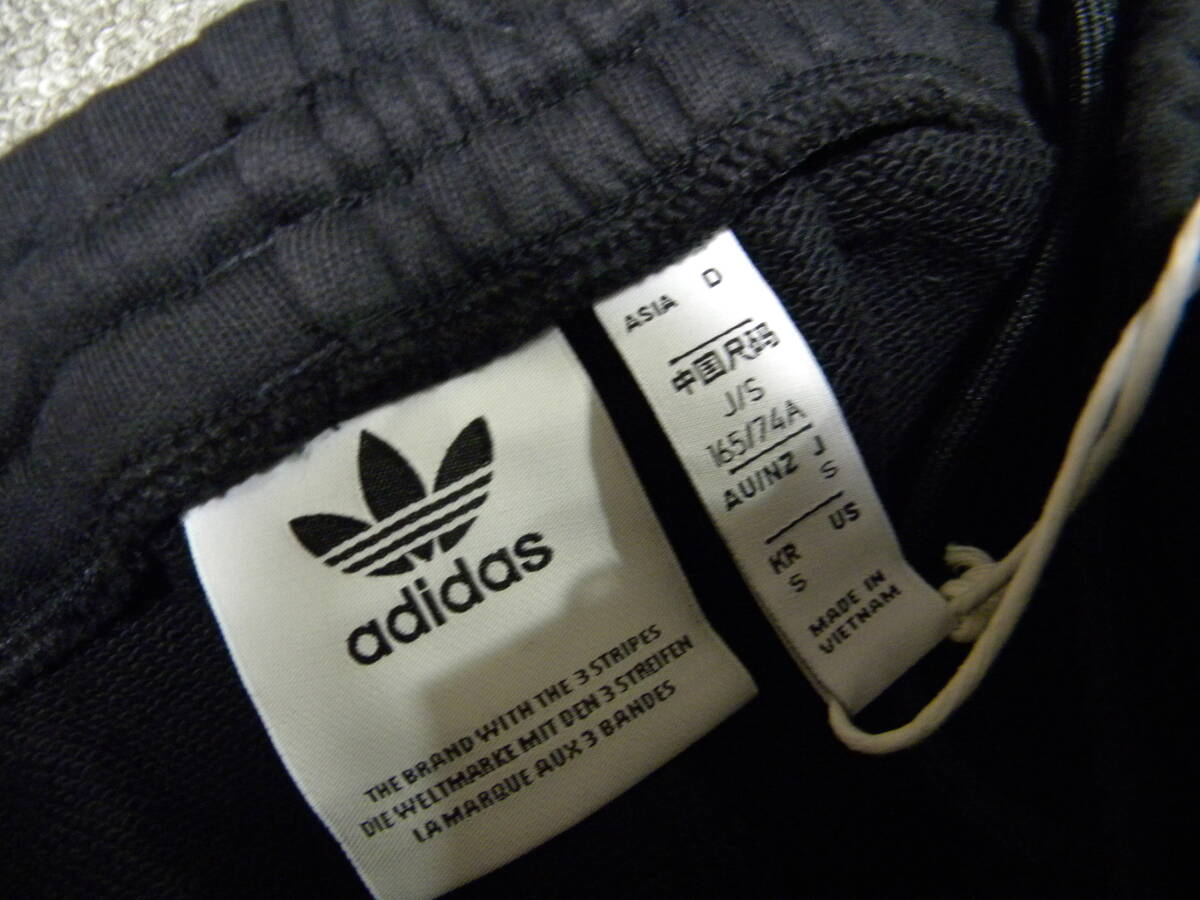 adidas
THE BRAND WITH THE 3 STRIPES
DIE WELTMARKE MIT DEN 3 STREIFEN
LA MARQUE AUX 3 BANDES
ASIA D
中国尺码
J/S
165/74A
AU/NZ J
S
US
KR
S
MADE IN
VIETNAM